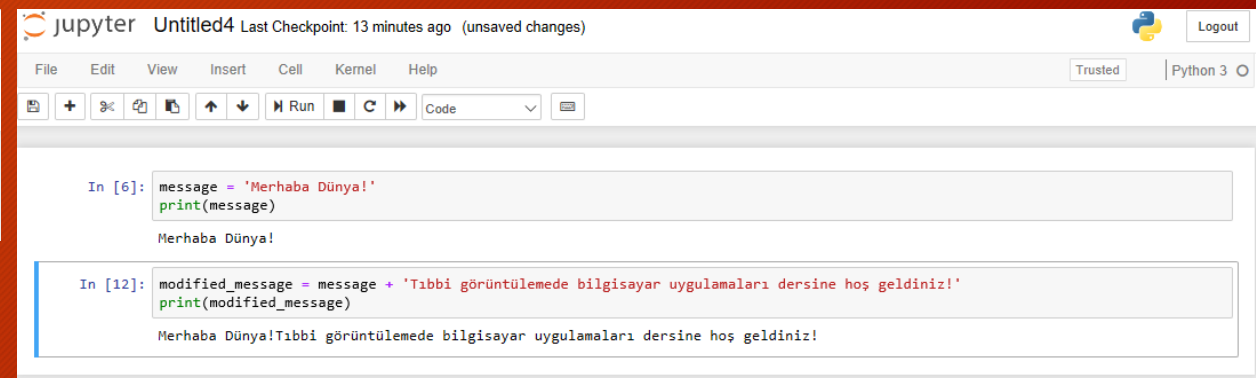 jupyter Untitled4 Last Checkpoint: 13 minutes ago (unsaved changes) Logout
File Edit View Insert Cell Kernel Help Trusted Python 3
Run Code
In [6]: message = 'Merhaba Dünya!'
print(message)
Merhaba Dünya!
In [12]: modified_message = message + 'Tıbbi görüntülemede bilgisayar uygulamaları dersine hoş geldiniz!'
print(modified_message)
Merhaba Dünya!Tıbbi görüntülemede bilgisayar uygulamaları dersine hoş geldiniz!